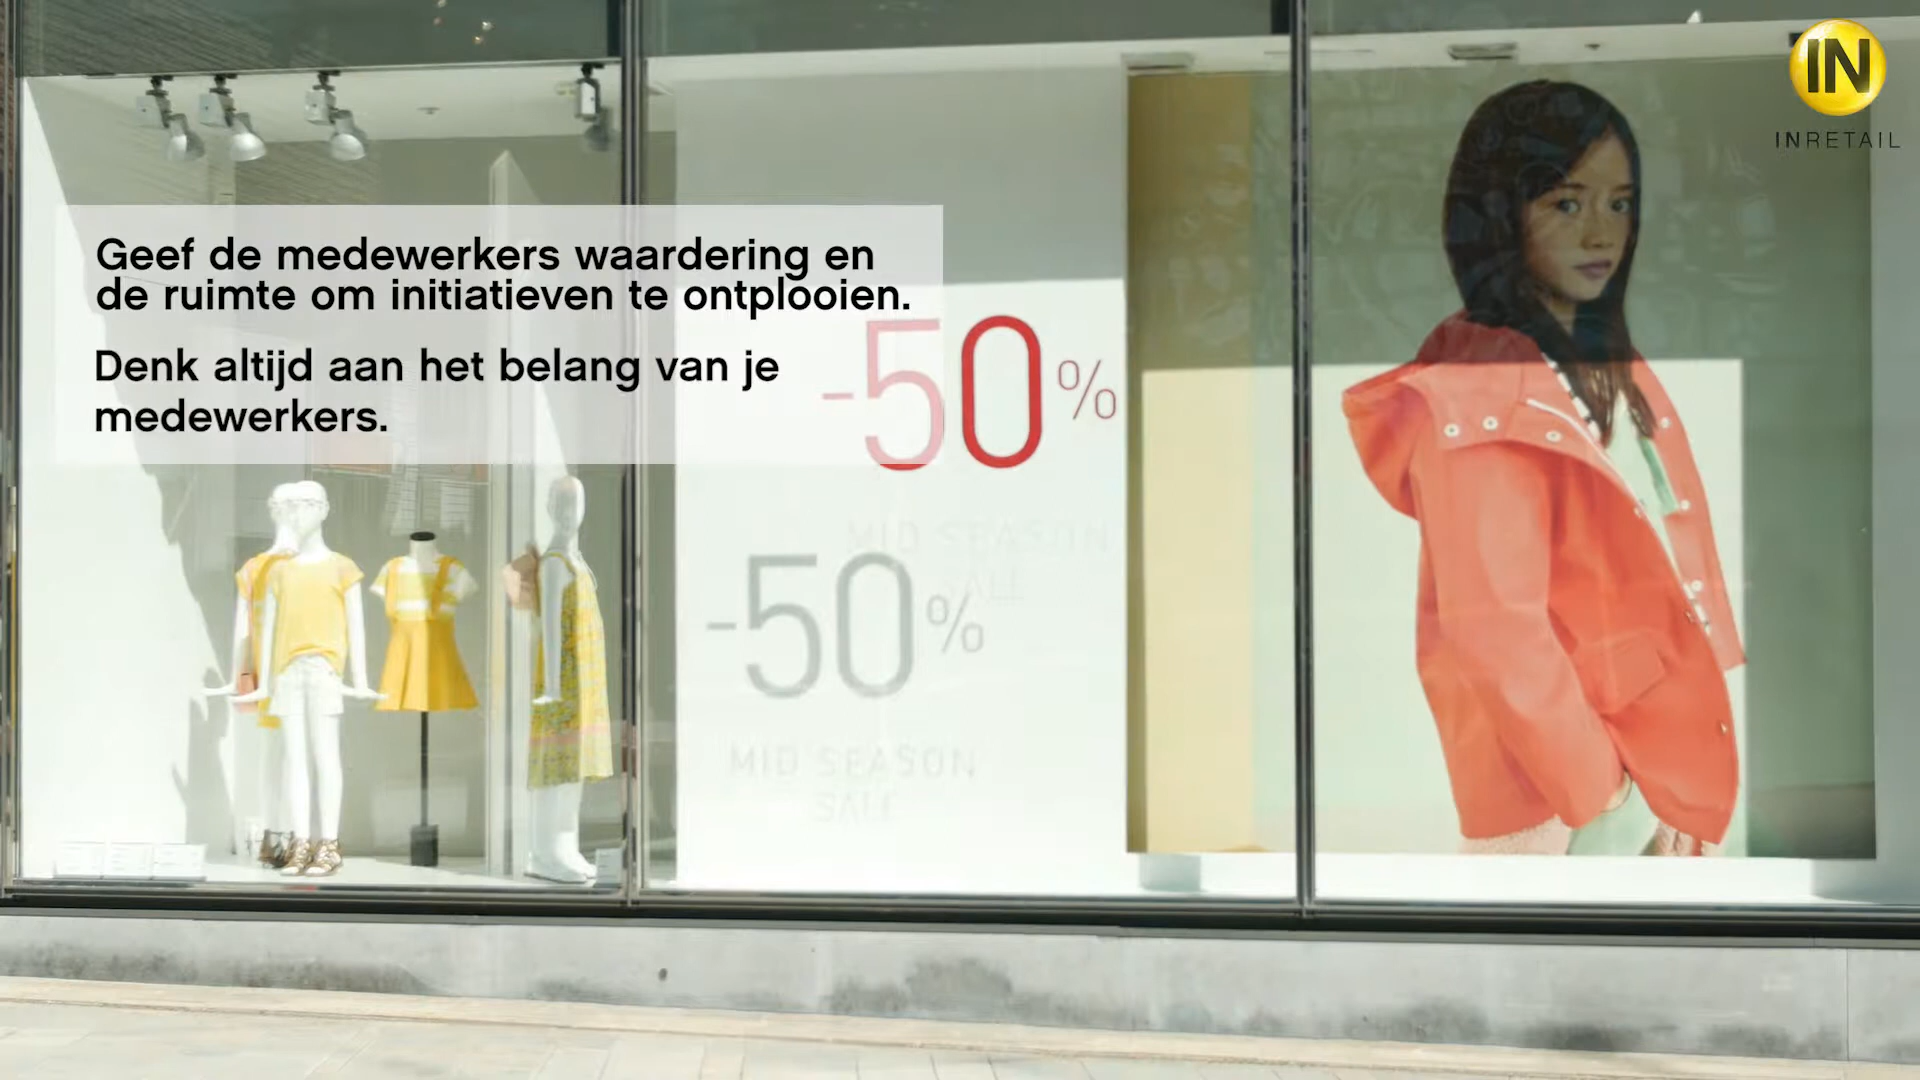 IN
INRETAIL
Geef de medewerkers waardering en
de ruimte om initiatieven te ontplooien.
Denk altijd aan het belang van je
medewerkers.
-50%
MID SEASON
SALE
-50%
MID SEASON
SALE